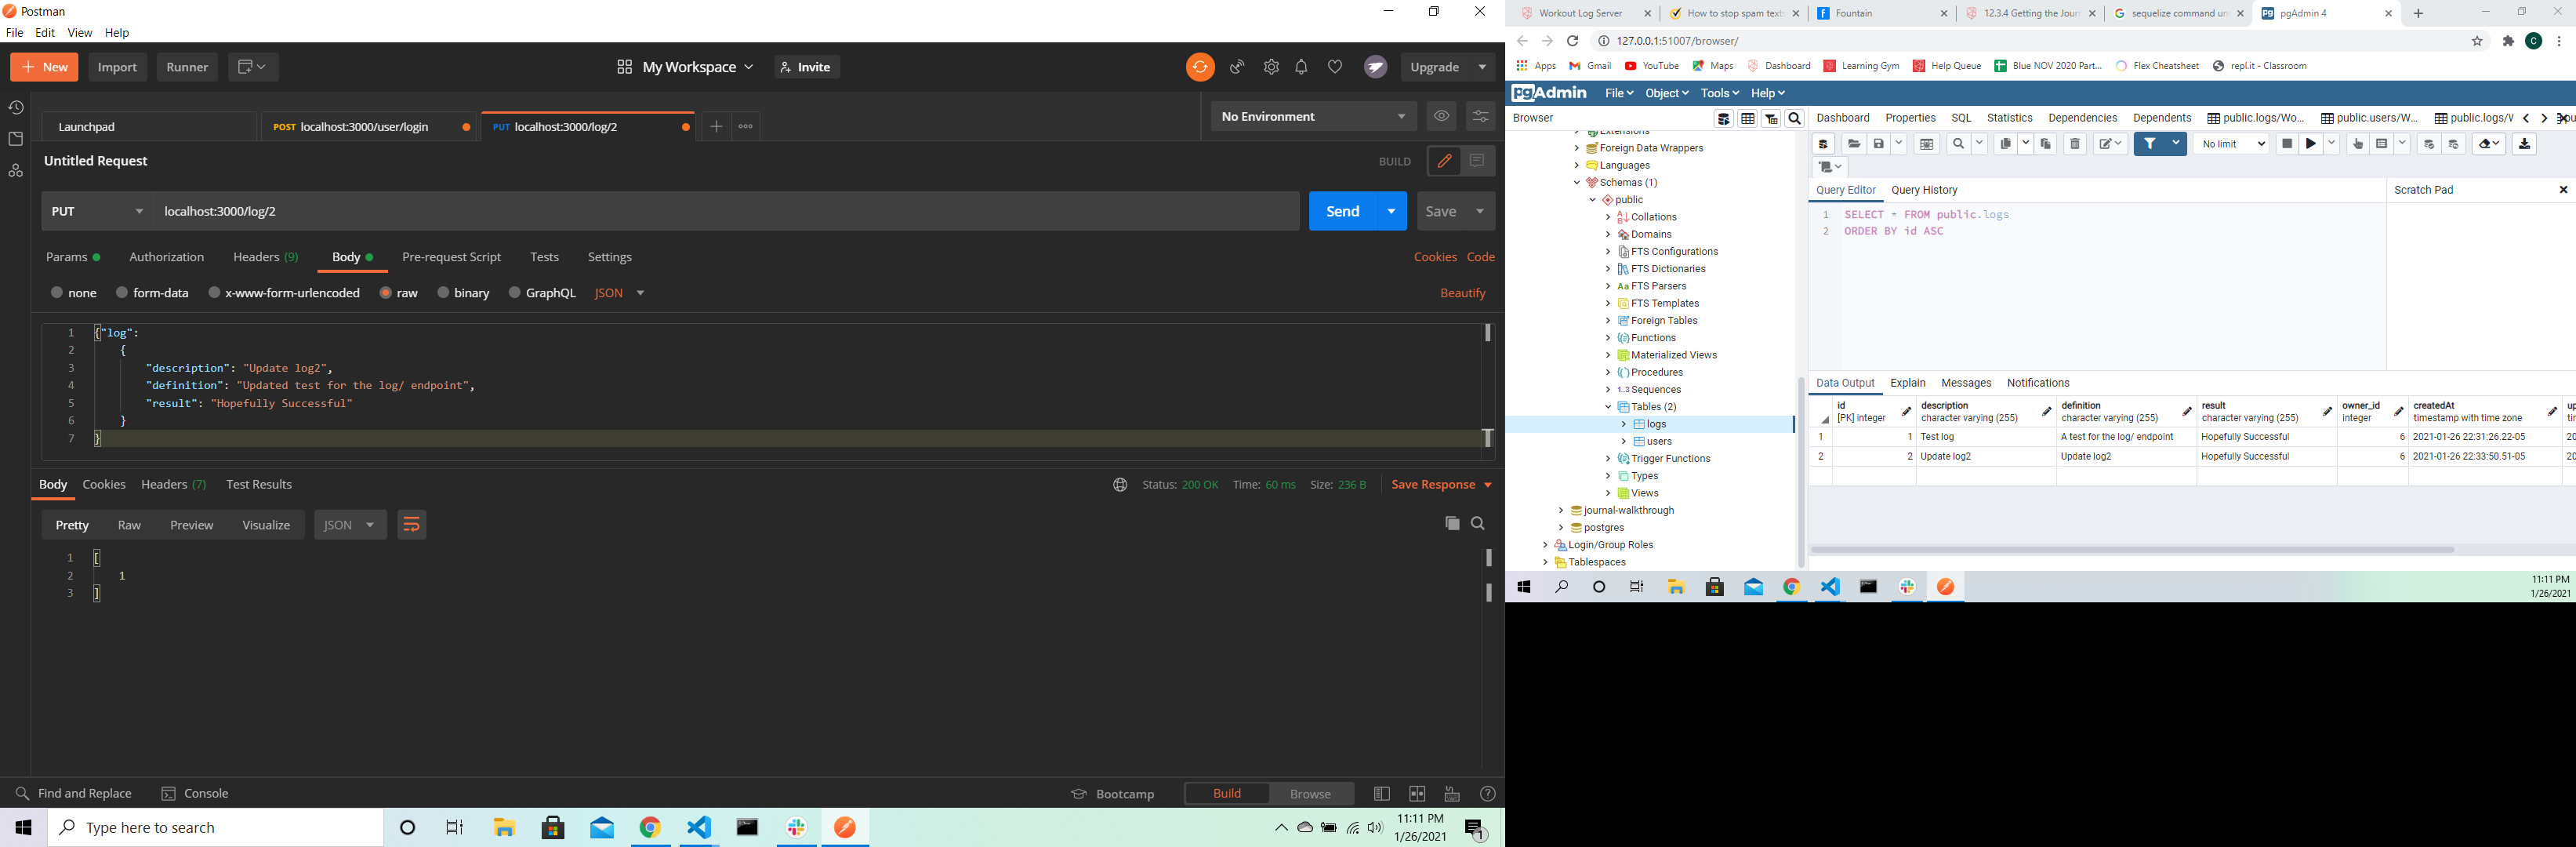 Postman
File Edit View Help
New Import Runner My Workspace Invite Upgrade
Launchpad POST localhost:3000/user/login PUT localhost:3000/log/2 No Environment
Untitled Request BUILD
PUT localhost:3000/log/2 Send Save
Params Authorization Headers (9) Body Pre-request Script Tests Settings Cookies Code
none form-data x-www-form-urlencoded raw binary GraphQL JSON Beautify
1 {"log":
2 {
3 "description": "Update log2",
4 "definition": "Updated test for the log/ endpoint",
5 "result": "Hopefully Successful"
6 }
7 }
Body Cookies Headers (7) Test Results Status: 200 OK Time: 60 ms Size: 236 B Save Response
Pretty Raw Preview Visualize JSON
1 [
2 1
3 ]
Find and Replace Console Bootcamp Build Browse
Type here to search 11:11 PM
1/26/2021
1
Workout Log Server How to stop spam texts Fountain 12.3.4 Getting the Journ sequelize command un pgAdmin 4
127.0.0.1:51007/browser/ C
Apps Gmail YouTube Maps Dashboard Learning Gym Help Queue Blue NOV 2020 Part... Flex Cheatsheet repl.it - Classroom
pgAdmin File Object Tools Help
Browser
Extensions
Foreign Data Wrappers
Languages
Schemas (1)
public
Collations
Domains
FTS Configurations
FTS Dictionaries
FTS Parsers
FTS Templates
Foreign Tables
Functions
Materialized Views
Procedures
Sequences
Tables (2)
logs
users
Trigger Functions
Types
Views
journal-walkthrough
postgres
Login/Group Roles
Tablespaces
Dashboard Properties SQL Statistics Dependencies Dependents public.logs/Wo... public.users/W... public.logs/
No limit
Query Editor Query History Scratch Pad
1 SELECT * FROM public.logs
2 ORDER BY id ASC
Data Output Explain Messages Notifications
id description definition result owner_id createdAt up
[PK] integer character varying (255) character varying (255) character varying (255) integer timestamp with time zone
1 1 Test log A test for the log/ endpoint Hopefully Successful 6 2021-01-26 22:31:26.22-05 20
2 2 Update log2 Update log2 Hopefully Successful 6 2021-01-26 22:33:50.51-05 20
11:11 PM
1/26/2021